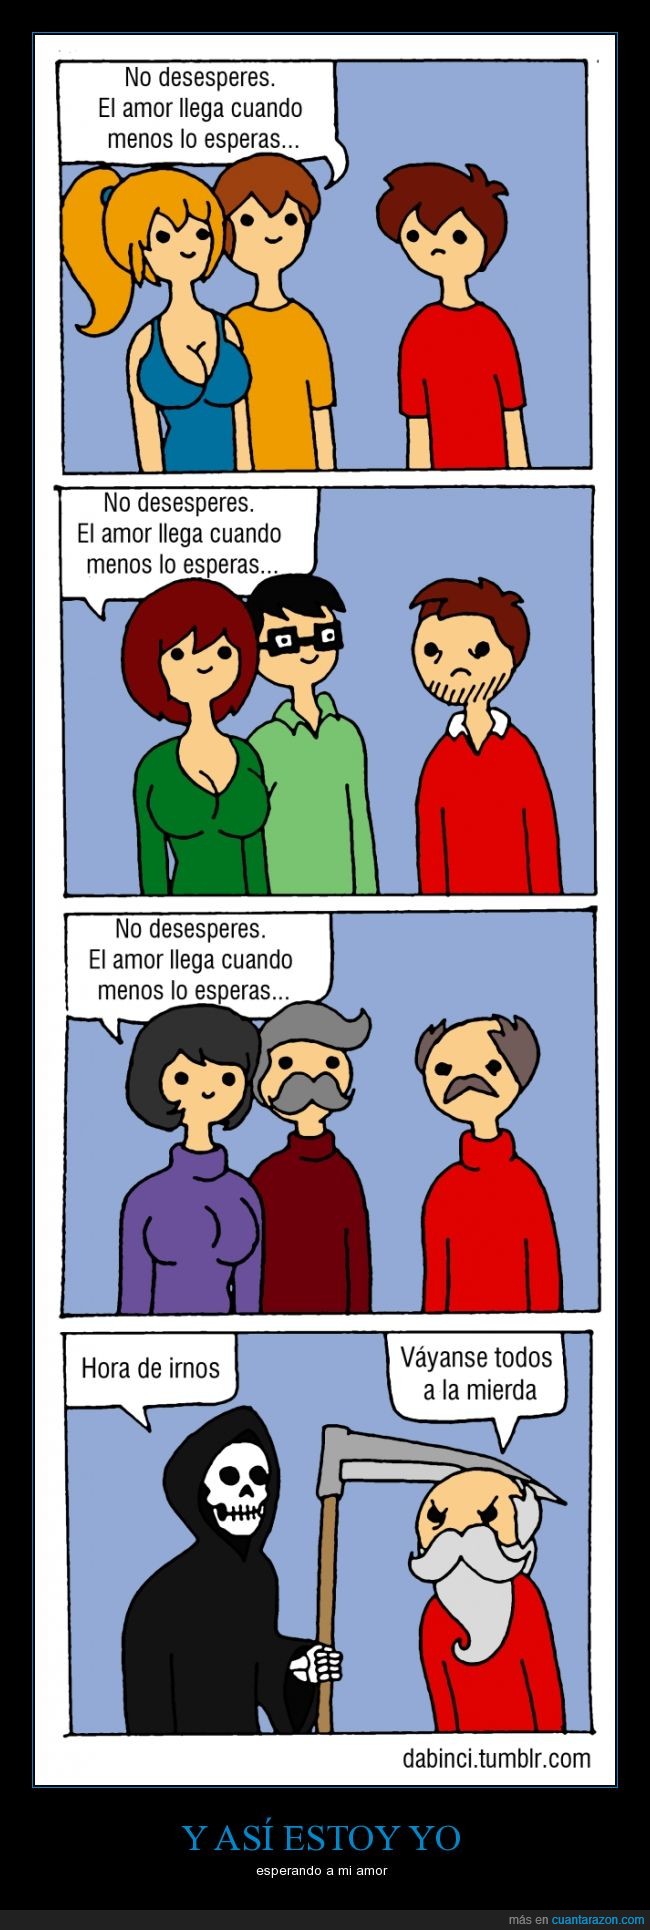 No desesperes.
El amor llega cuando
menos lo esperas...
No desesperes.
El amor llega cuando
menos lo esperas...
No desesperes.
El amor llega cuando
menos lo esperas...
Hora de irnos
Váyanse todos
a la mierda
dabinci.tumblr.com
Y ASÍ ESTOY YO
esperando a mi amor
más en cuantarazon.com